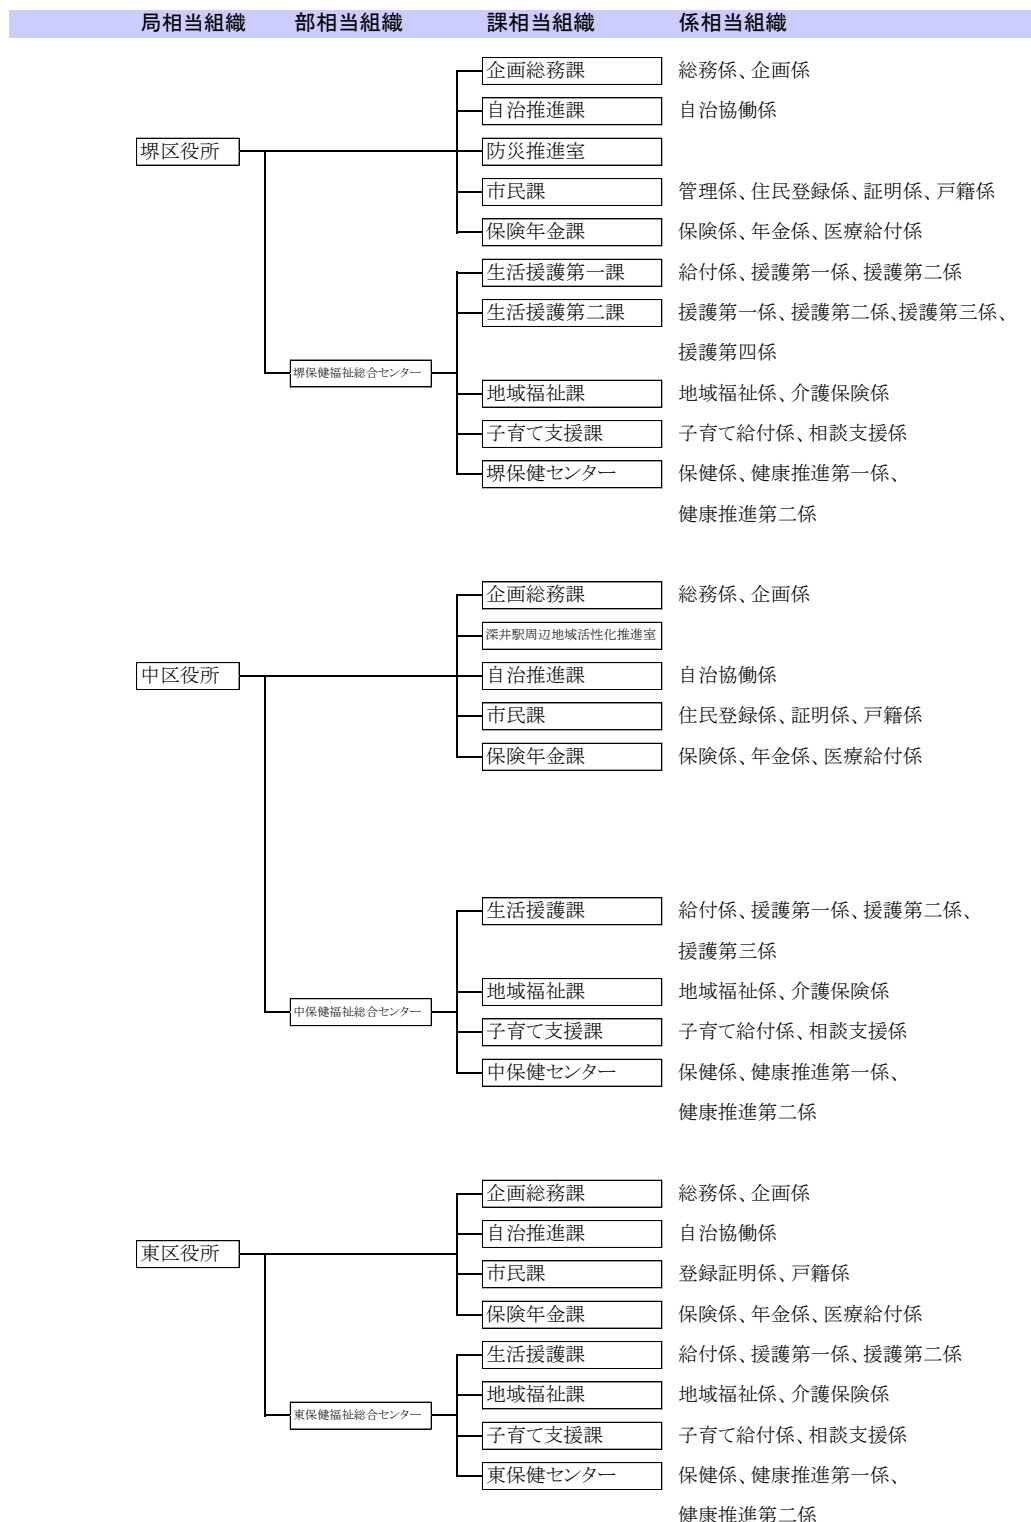 局相当組織 部相当組織 課相当組織 係相当組織
企画総務課 総務係、企画係
自治推進課 自治協働係
堺区役所 防災推進室
市民課 管理係、住民登録係、証明係、戸籍係
保険年金課 保険係、年金係、医療給付係
生活援護第一課 給付係、援護第一係、援護第二係
生活援護第二課 援護第一係、援護第二係、援護第三係、
援護第四係
堺保健福祉総合センター
地域福祉課 地域福祉係、介護保険係
子育て支援課 子育て給付係、相談支援係
堺保健センター 保健係、健康推進第一係、
健康推進第二係
企画総務課 総務係、企画係
深井駅周辺地域活性化推進室
中区役所 自治推進課 自治協働係
市民課 住民登録係、証明係、戸籍係
保険年金課 保険係、年金係、医療給付係
生活援護課 給付係、援護第一係、援護第二係、
援護第三係
地域福祉課 地域福祉係、介護保険係
中保健福祉総合センター
子育て支援課 子育て給付係、相談支援係
中保健センター 保健係、健康推進第一係、
健康推進第二係
企画総務課 総務係、企画係
自治推進課 自治協働係
東区役所
市民課 登録証明係、戸籍係
保険年金課 保険係、年金係、医療給付係
生活援護課 給付係、援護第一係、援護第二係
地域福祉課 地域福祉係、介護保険係
東保健福祉総合センター
子育て支援課 子育て給付係、相談支援係
東保健センター 保健係、健康推進第一係、
健康推進第二係